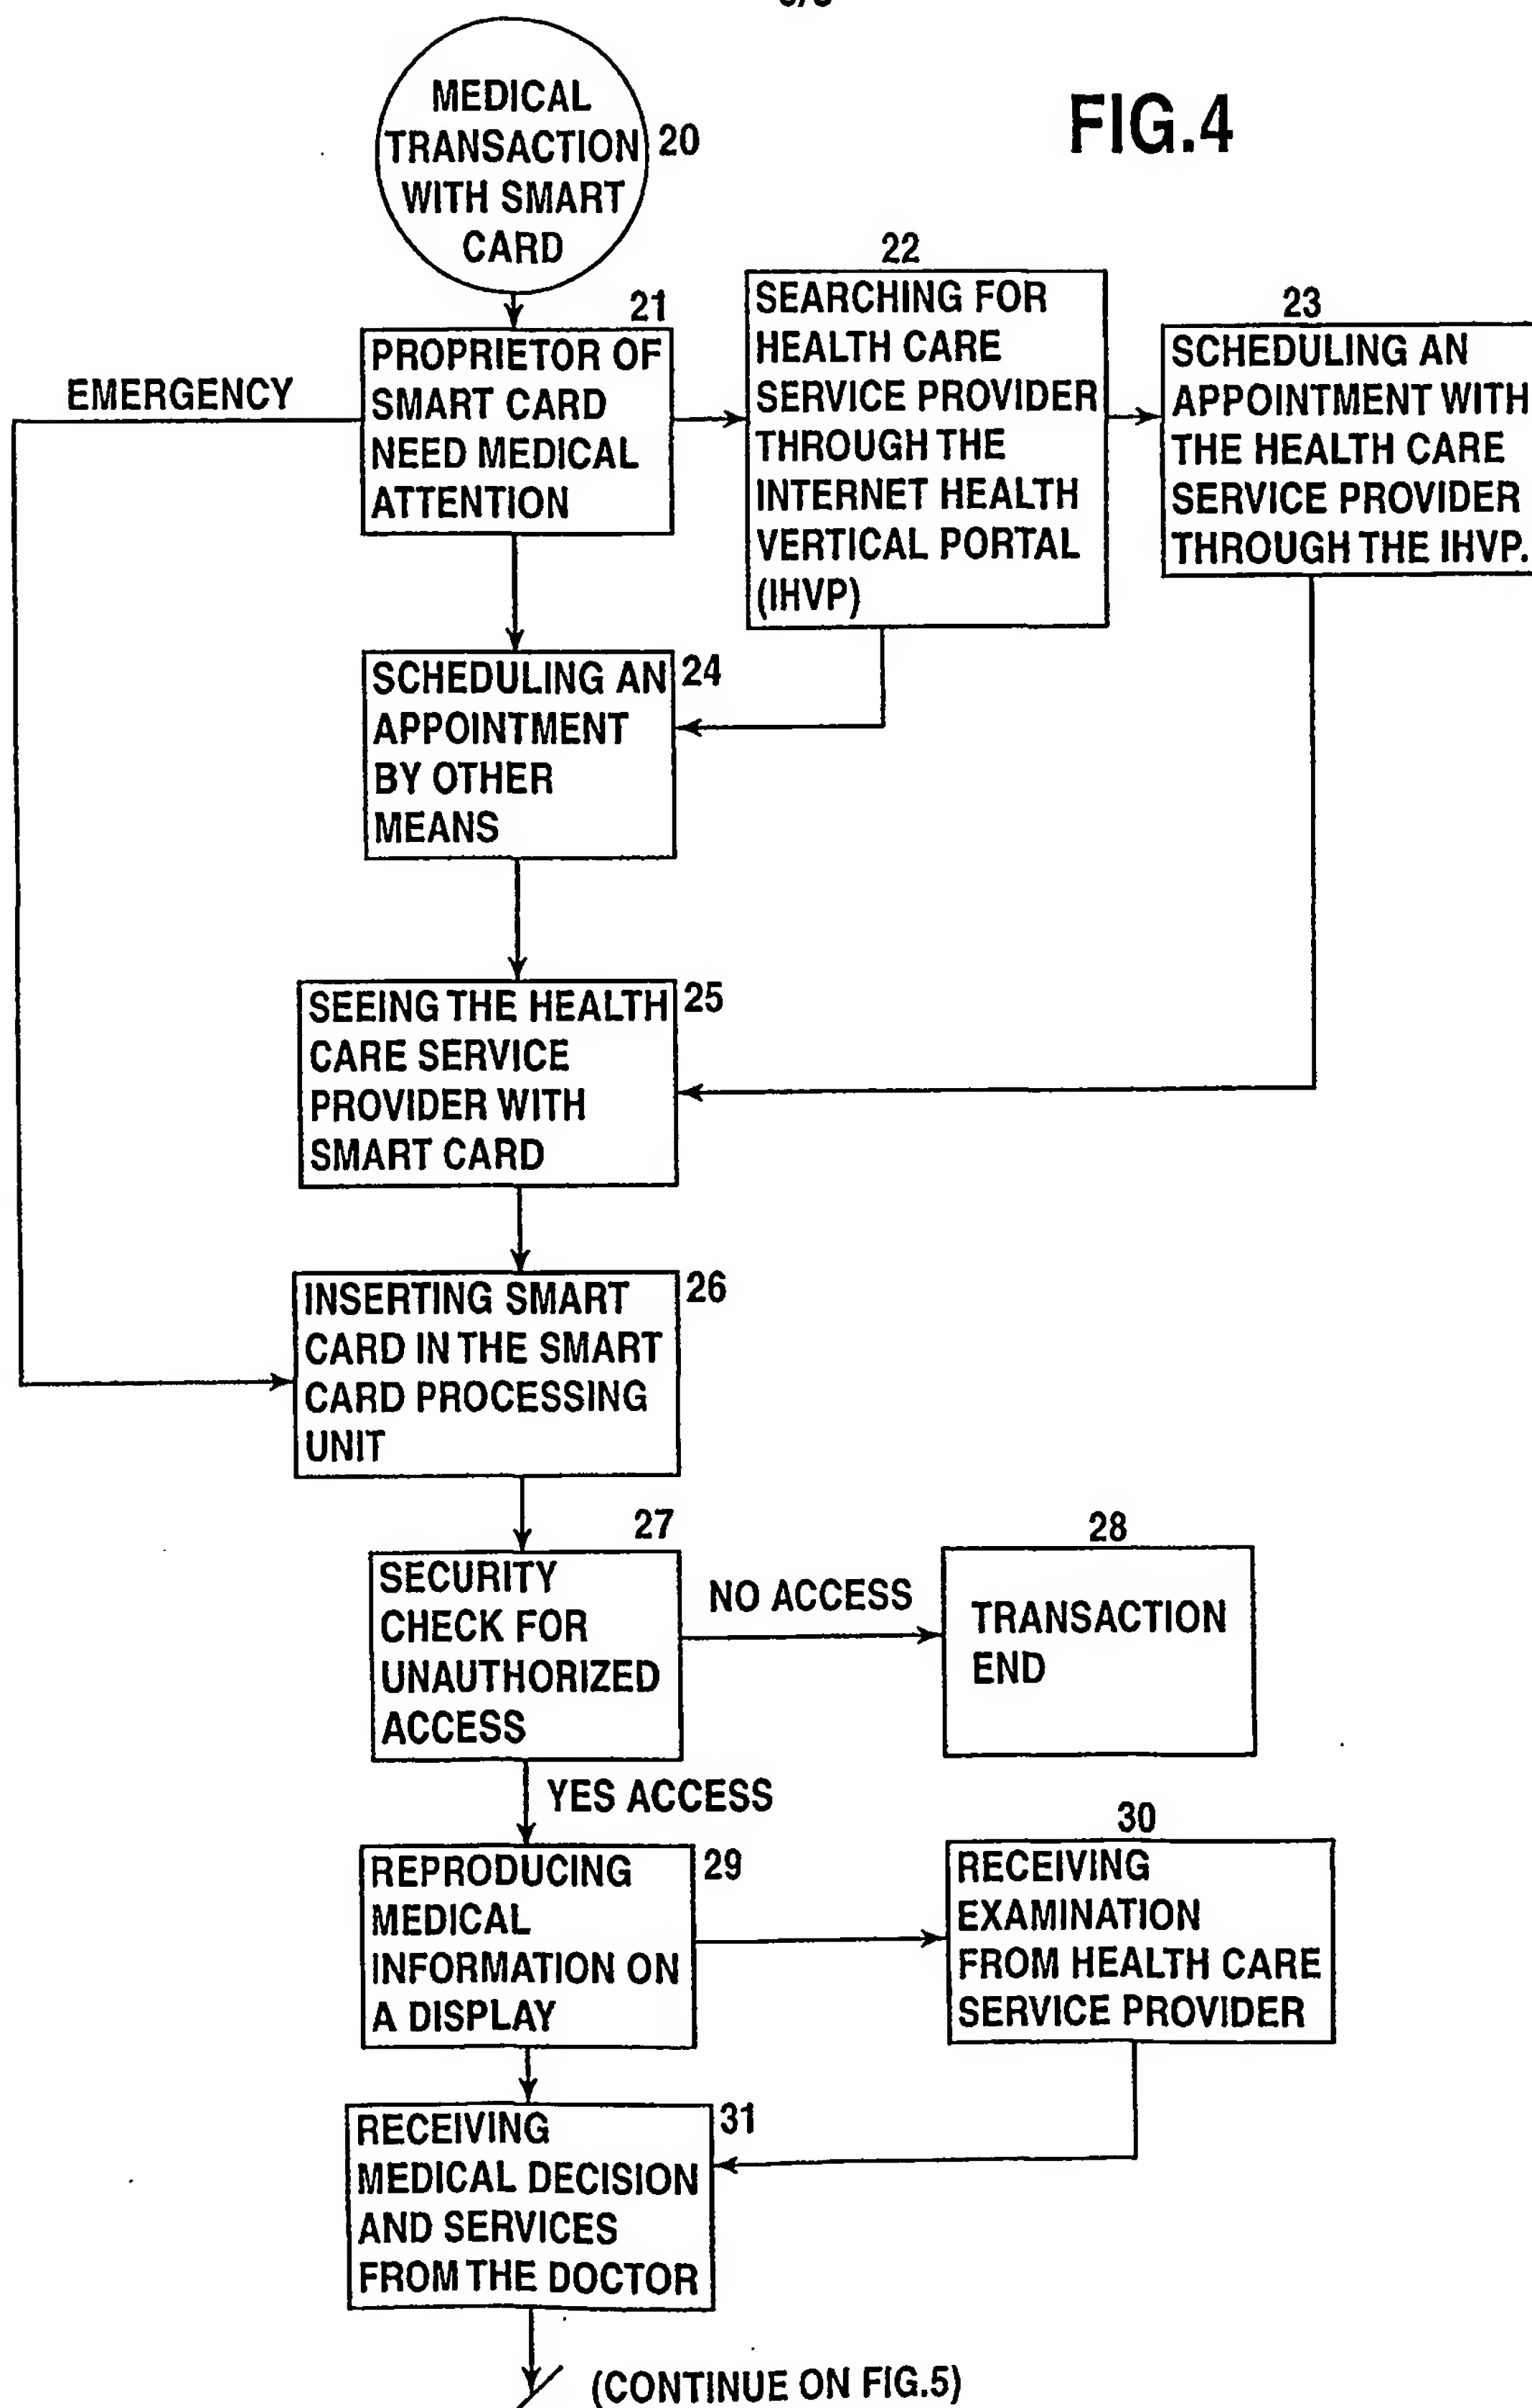 FIG.4
MEDICAL
TRANSACTION
WITH SMART
CARD
20
21
PROPRIETOR OF
SMART CARD
NEED MEDICAL
ATTENTION
EMERGENCY
22
SEARCHING FOR
HEALTH CARE
SERVICE PROVIDER
THROUGH THE
INTERNET HEALTH
VERTICAL PORTAL
(IHVP)
23
SCHEDULING AN
APPOINTMENT WITH
THE HEALTH CARE
SERVICE PROVIDER
THROUGH THE IHVP.
24
SCHEDULING AN
APPOINTMENT
BY OTHER
MEANS
25
SEEING THE HEALTH
CARE SERVICE
PROVIDER WITH
SMART CARD
26
INSERTING SMART
CARD IN THE SMART
CARD PROCESSING
UNIT
27
SECURITY
CHECK FOR
UNAUTHORIZED
ACCESS
NO ACCESS
28
TRANSACTION
END
YES ACCESS
29
REPRODUCING
MEDICAL
INFORMATION ON
A DISPLAY
30
RECEIVING
EXAMINATION
FROM HEALTH CARE
SERVICE PROVIDER
31
RECEIVING
MEDICAL DECISION
AND SERVICES
FROM THE DOCTOR
(CONTINUE ON FIG.5)